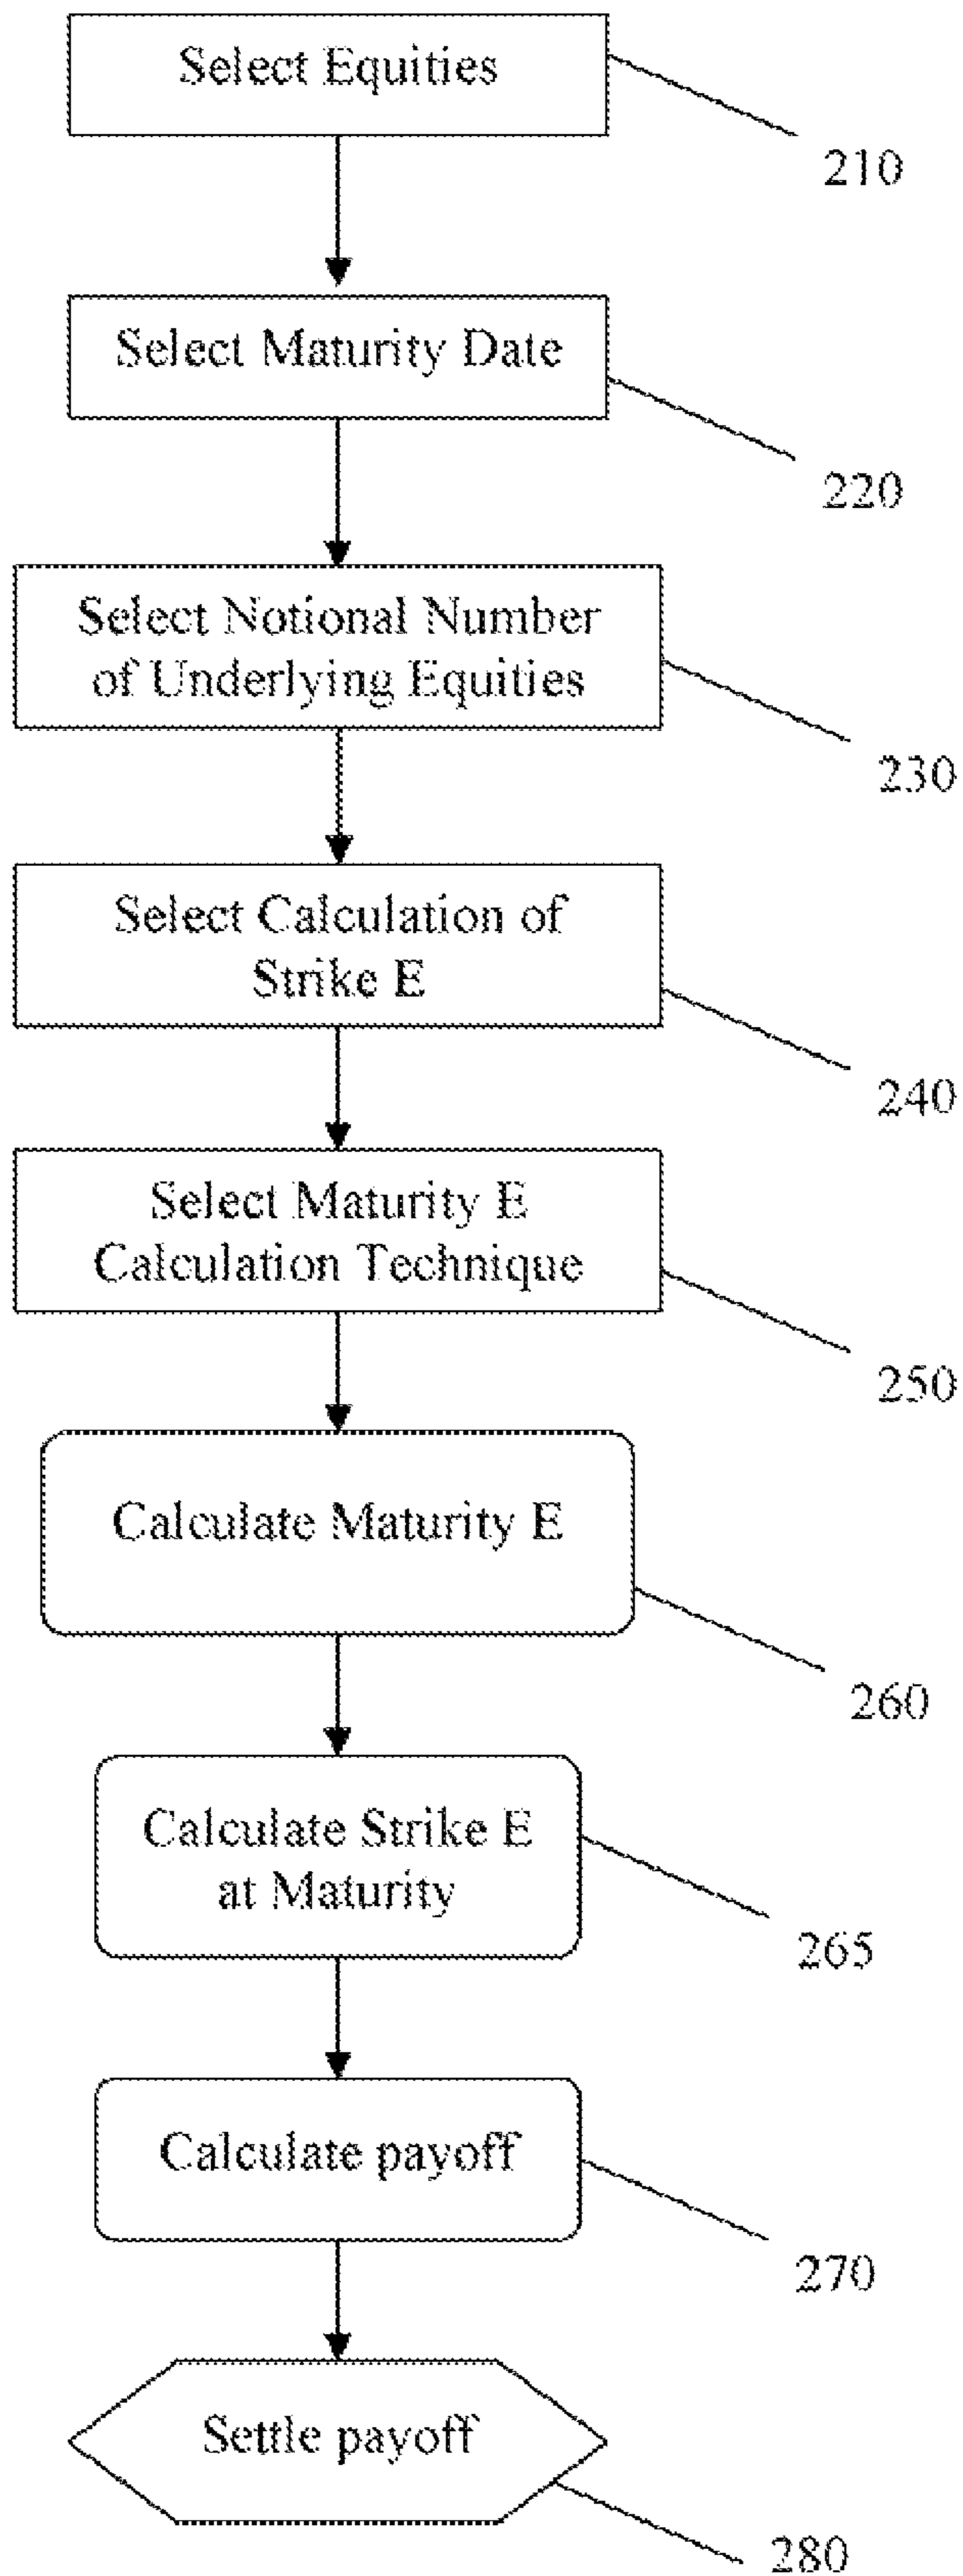 Select Equities
210
Select Maturity Date
220
Select Notional Number
of Underlying Equities
230
Select Calculation of
Strike E
240
Select Maturity E
Calculation Technique
250
Calculate Maturity E
260
Calculate Strike E
at Maturity
265
Calculate payoff
270
Settle payoff
280